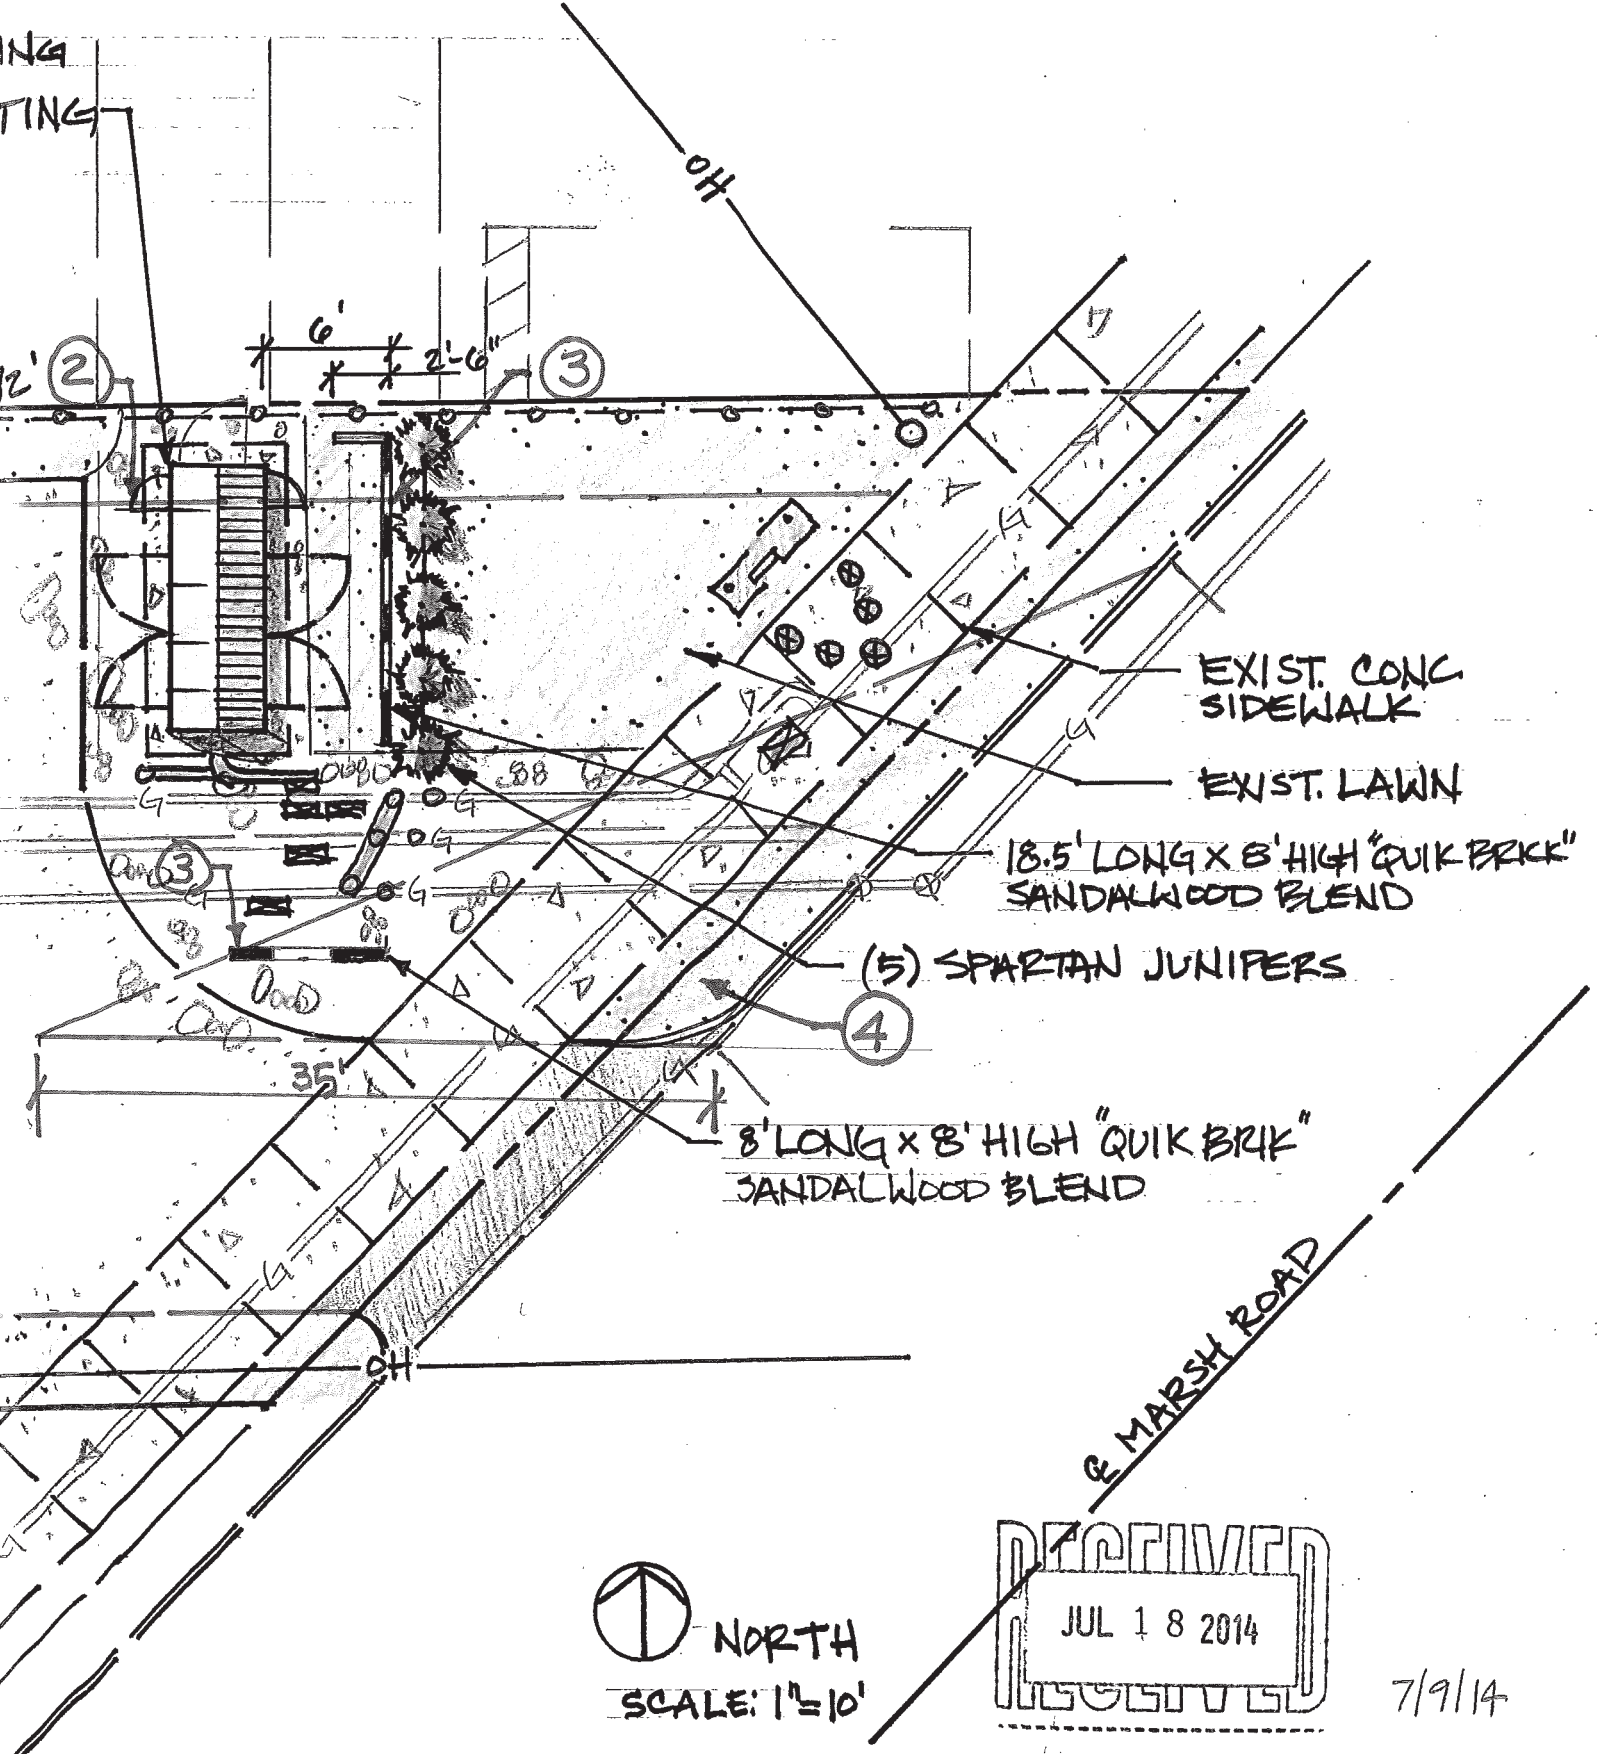 ING
TING
OH
6'
2'-6"
/2'
2
3
EXIST. CONC
SIDEWALK
EXIST. LAWN
G
G
G
G
18.5' LONG X 8' HIGH "QUIK BRICK"
SANDALWOOD BLEND
3
(5) SPARTAN JUNIPERS
4
35'
8' LONG X 8' HIGH "QUIK BRIK"
SANDALWOOD BLEND
G
OH
℄ MARSH ROAD
RECEIVED
JUL 18 2014
RECEIVED
NORTH
SCALE: 1"=10'
7/9/14